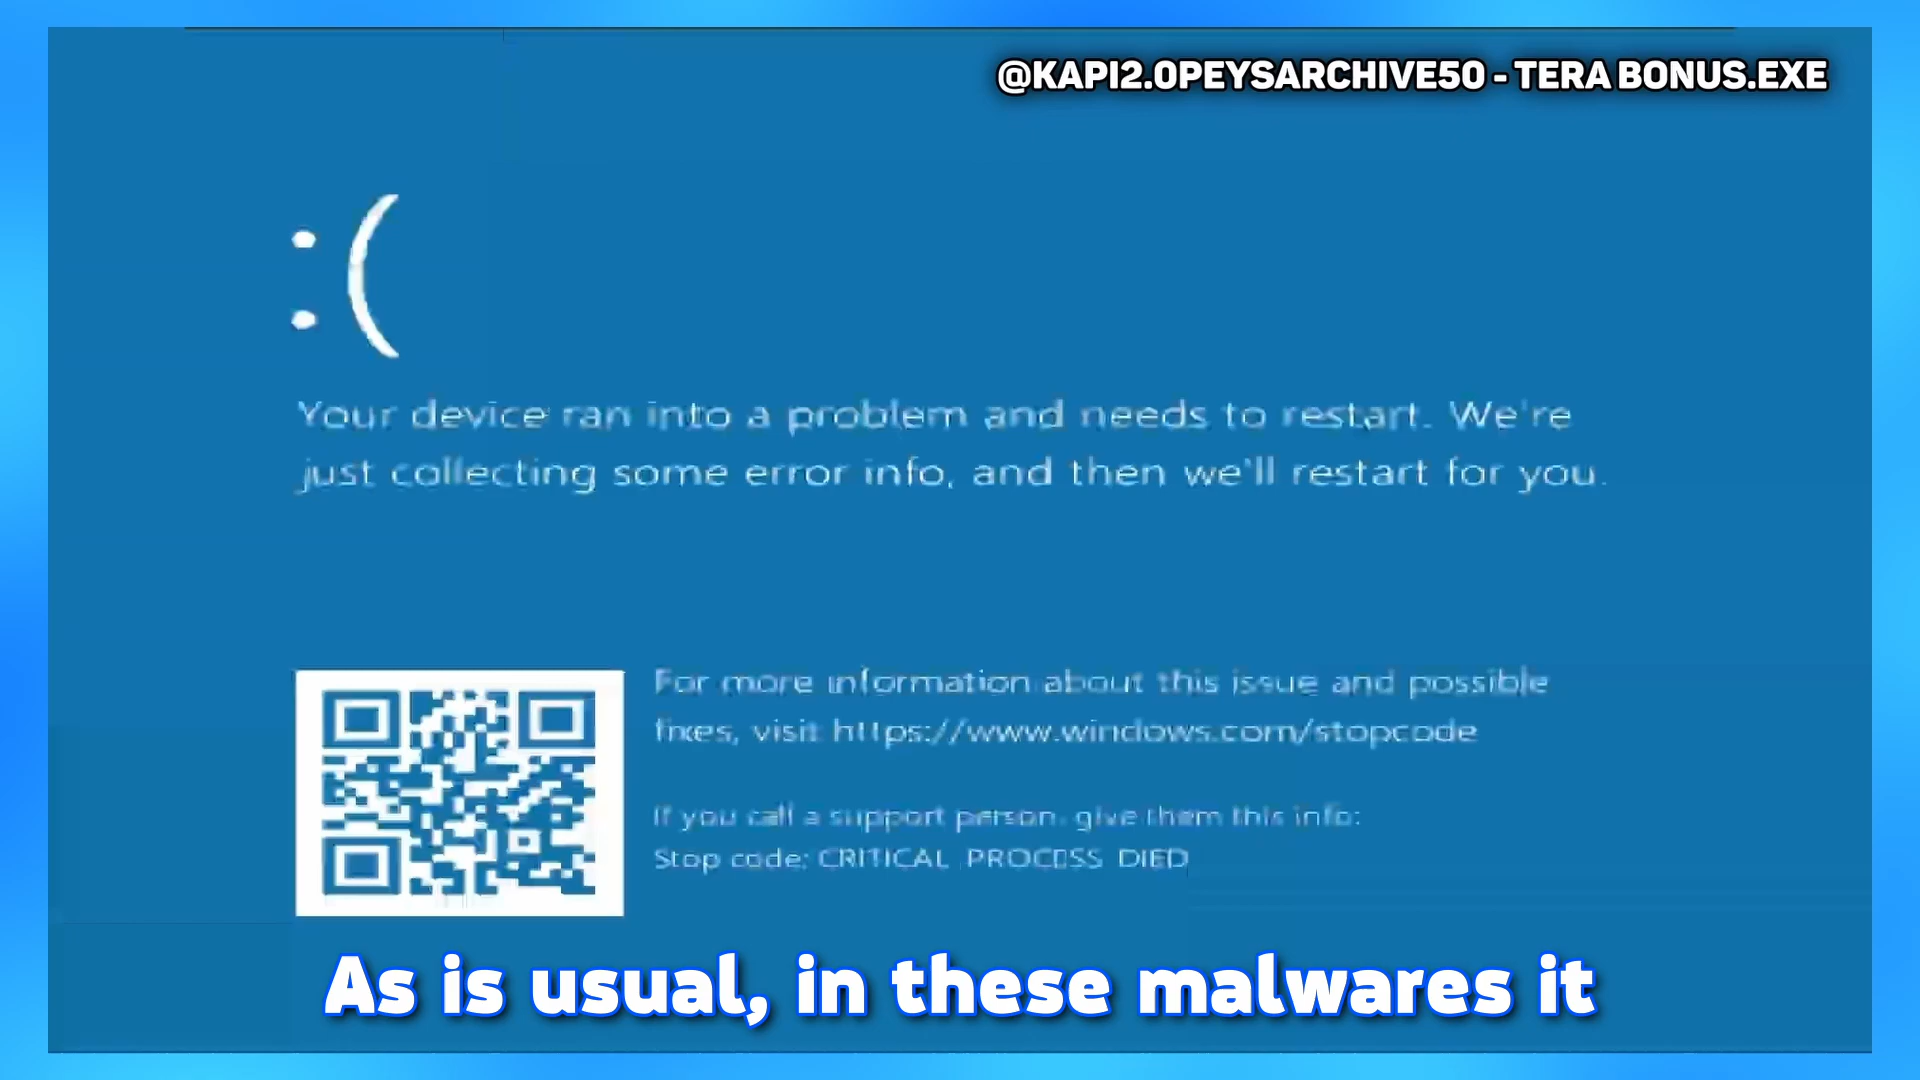 @KAPI2.0PEYSARCHIVE50 - TERA BONUS.EXE
:(
Your device ran into a problem and needs to restart. We're
just collecting some error info, and then we'll restart for you.
For more information about this issue and possible
fixes, visit https://www.windows.com/stopcode
If you call a support person, give them this info:
Stop code: CRITICAL_PROCESS_DIED
As is usual, in these malwares it